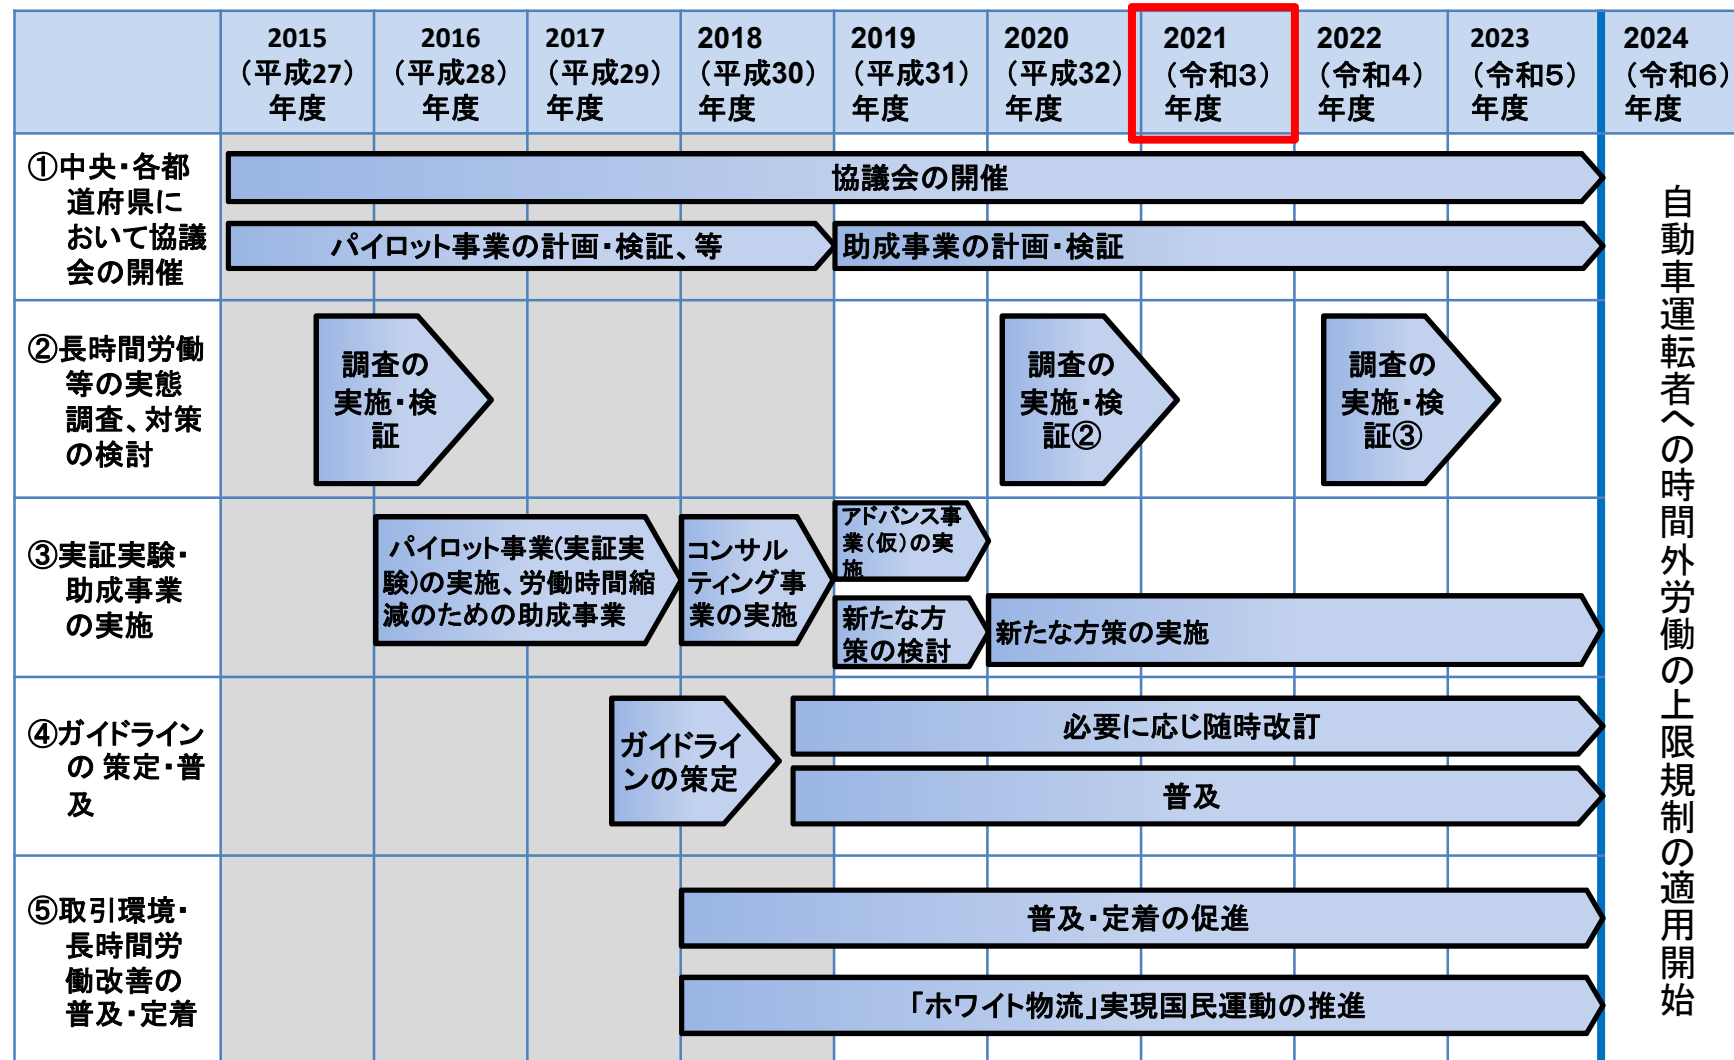 2015
（平成27）
年度
2016
（平成28）
年度
2017
（平成29）
年度
2018
（平成30）
年度
2019
（平成31）
年度
2020
（平成32）
年度
2021
（令和３）
年度
2022
（令和４）
年度
2023
（令和５）
年度
2024
（令和６）
年度
①中央・各都
道府県に
おいて協議
会の開催
協議会の開催
パイロット事業の計画・検証、等
助成事業の計画・検証
②長時間労働
等の実態
調査、対策
の検討
調査の
実施・検
証
調査の
実施・検
証②
調査の
実施・検
証③
③実証実験・
助成事業
の実施
パイロット事業(実証実
験)の実施、労働時間縮
減のための助成事業
コンサル
ティング事
業の実施
アドバンス事
業（仮）の実
施
新たな方
策の検討
新たな方策の実施
④ガイドライン
の 策定・普
及
ガイドライ
ンの策定
必要に応じ随時改訂
普及
⑤取引環境・
長時間労
働改善の
普及・定着
普及・定着の促進
「ホワイト物流」実現国民運動の推進
自動車運転者への時間外労働の上限規制の適用開始